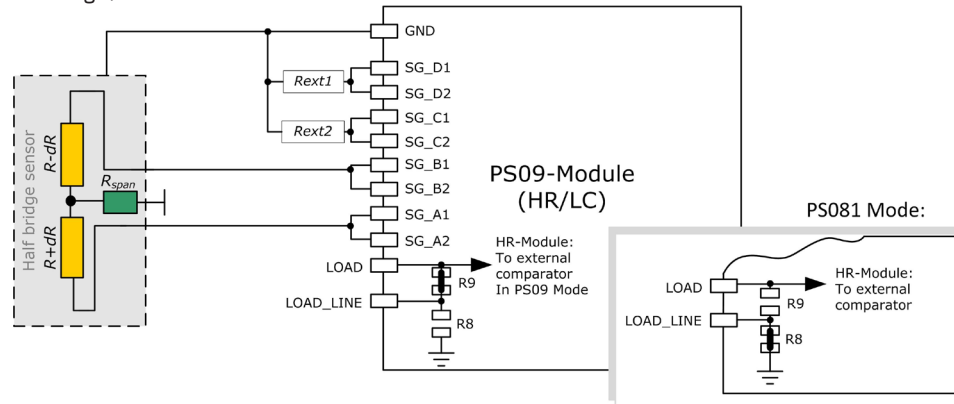 GND
SG_D1
Rext1
SG_D2
SG_C1
Rext2
SG_C2
SG_B1
SG_B2
SG_A1
SG_A2
LOAD
LOAD_LINE
Half bridge sensor
R-dR
Rspan
R+dR
PS09-Module
(HR/LC)
HR-Module:
To external
comparator
In PS09 Mode
R9
R8
PS081 Mode:
LOAD
LOAD_LINE
HR-Module:
To external
comparator
R9
R8